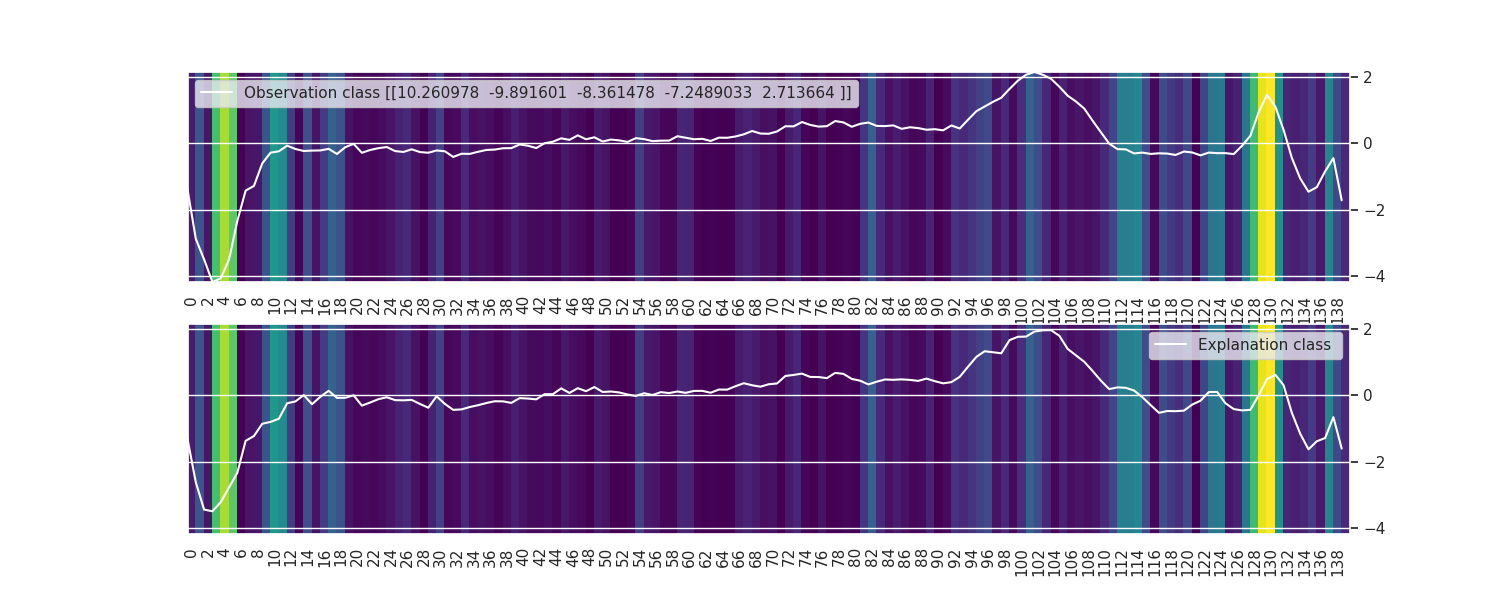 Observation class [[10.260978 -9.891601 -8.361478 -7.2489033 2.713664 ]]
2
0
−2
−4
0 2 4 6 8 10 12 14 16 18 20 22 24 26 28 30 32 34 36 38 40 42 44 46 48 50 52 54 56 58 60 62 64 66 68 70 72 74 76 78 80 82 84 86 88 90 92 94 96 98 100 102 104 106 108 110 112 114 116 118 120 122 124 126 128 130 132 134 136 138
Explanation class
2
0
−2
−4
0 2 4 6 8 10 12 14 16 18 20 22 24 26 28 30 32 34 36 38 40 42 44 46 48 50 52 54 56 58 60 62 64 66 68 70 72 74 76 78 80 82 84 86 88 90 92 94 96 98 100 102 104 106 108 110 112 114 116 118 120 122 124 126 128 130 132 134 136 138